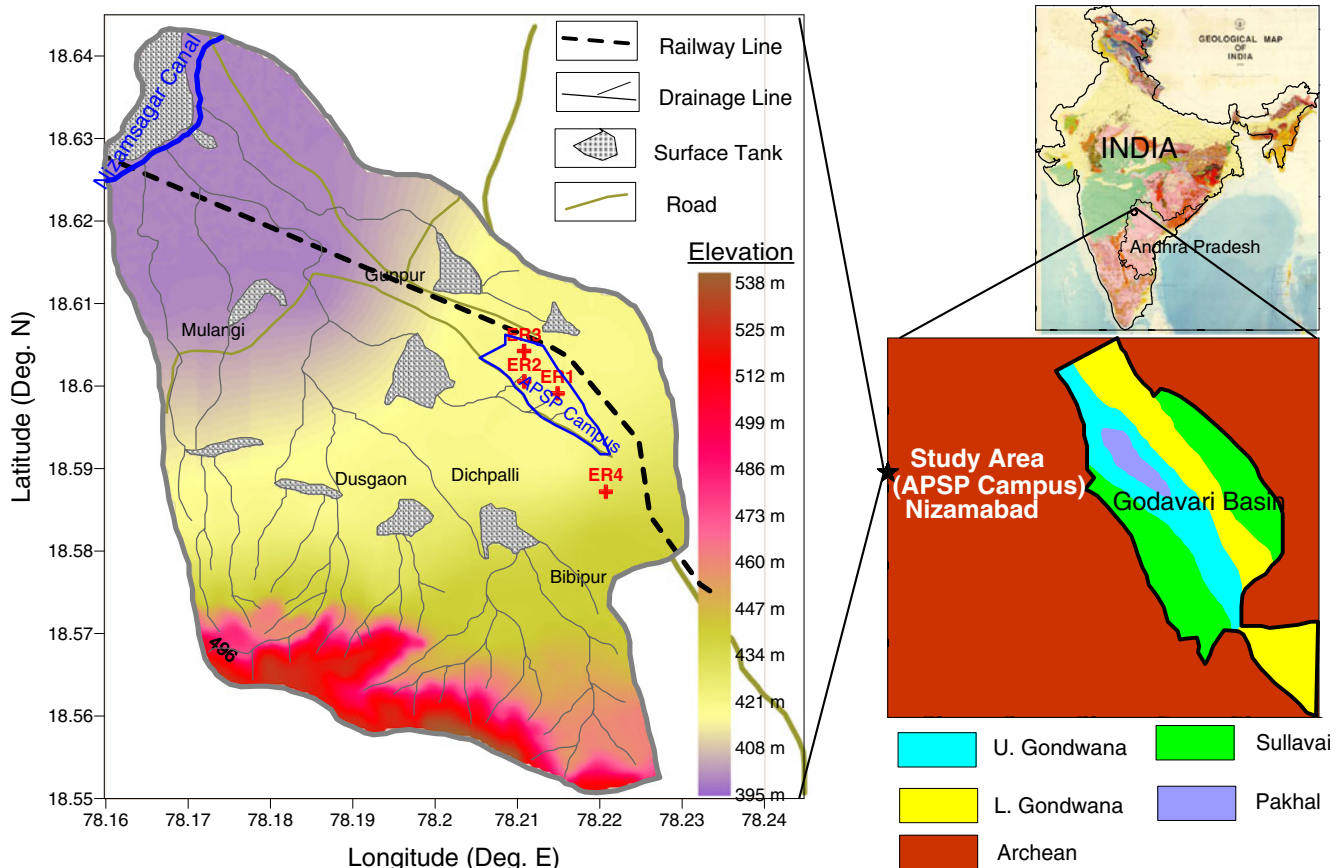 18.64
18.63
18.62
18.61
18.6
18.59
18.58
18.57
18.56
18.55
Latitude (Deg. N)
78.16
78.17
78.18
78.19
78.2
78.21
78.22
78.23
78.24
Longitude (Deg. E)
Nizamsagar Canal
Gunpur
Mulangi
ER3
ER2
ER1
APSP Campus
ER4
Dusgaon
Dichpalli
Bibipur
496
Railway Line
Drainage Line
Surface Tank
Road
Elevation
538 m
525 m
512 m
499 m
486 m
473 m
460 m
447 m
434 m
421 m
408 m
395 m
GEOLOGICAL MAP
OF
INDIA
INDIA
Andhra Pradesh
Study Area
(APSP Campus)
Nizamabad
Godavari Basin
U. Gondwana
Sullavai
L. Gondwana
Pakhal
Archean